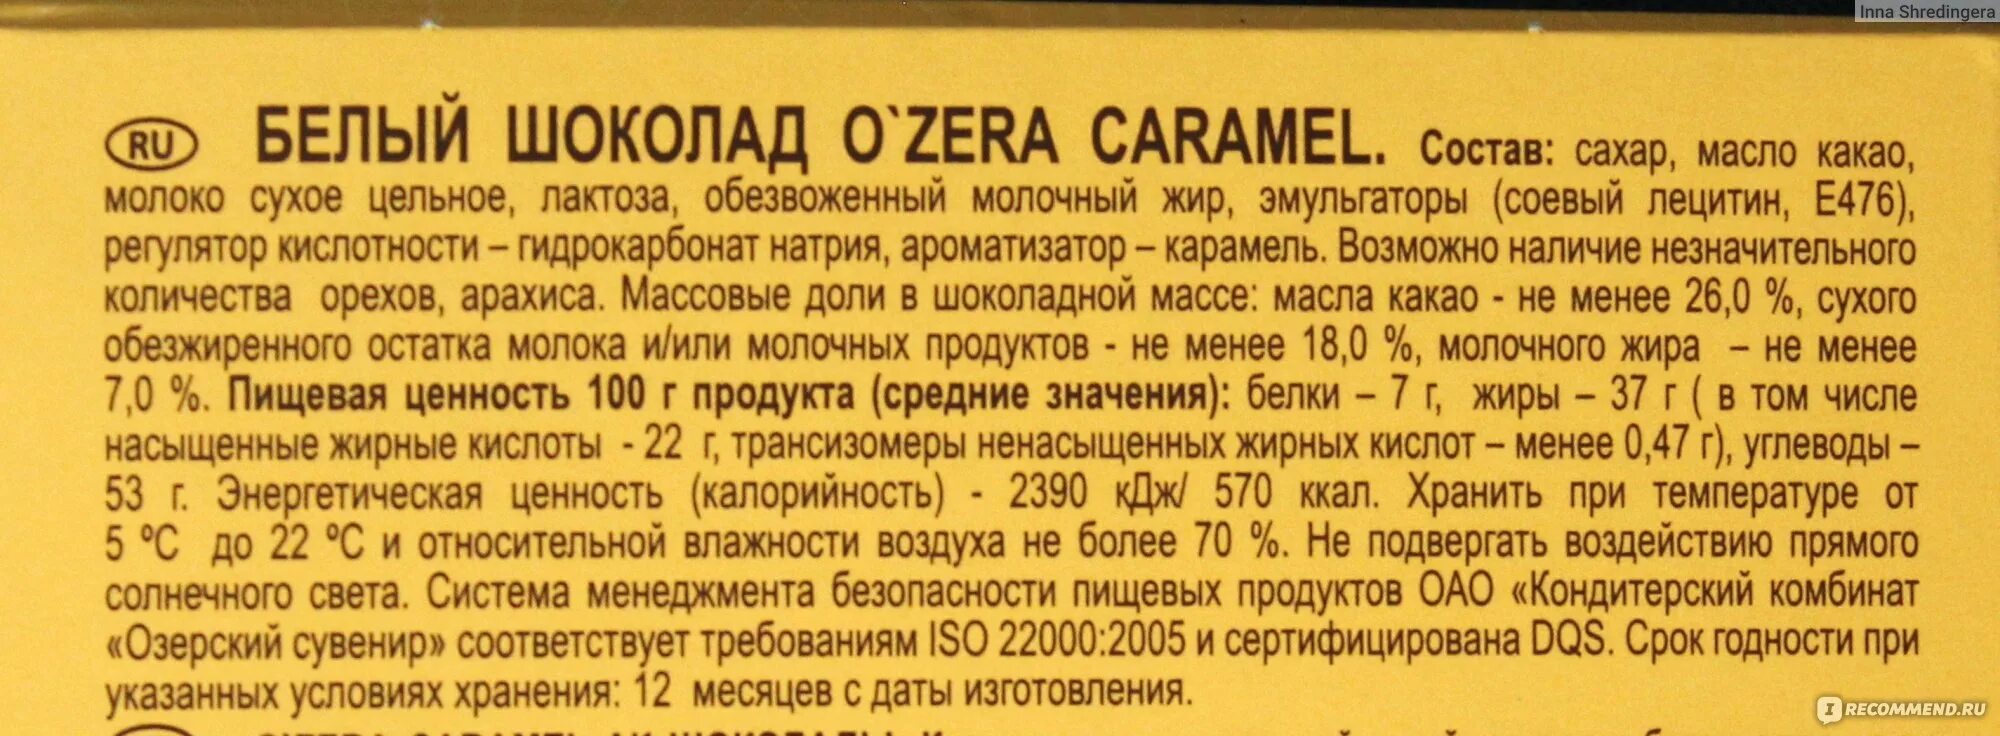 Inna Shredingera
RU БЕЛЫЙ ШОКОЛАД O`ZERA CARAMEL. Состав: сахар, масло какао,
молоко сухое цельное, лактоза, обезвоженный молочный жир, эмульгаторы (соевый лецитин, Е476),
регулятор кислотности – гидрокарбонат натрия, ароматизатор – карамель. Возможно наличие незначительного
количества орехов, арахиса. Массовые доли в шоколадной массе: масла какао - не менее 26,0 %, сухого
обезжиренного остатка молока и/или молочных продуктов - не менее 18,0 %, молочного жира – не менее
7,0 %. Пищевая ценность 100 г продукта (средние значения): белки – 7 г, жиры – 37 г ( в том числе
насыщенные жирные кислоты - 22 г, трансизомеры ненасыщенных жирных кислот – менее 0,47 г), углеводы –
53 г. Энергетическая ценность (калорийность) - 2390 кДж/ 570 ккал. Хранить при температуре от
5 ºС до 22 ºС и относительной влажности воздуха не более 70 %. Не подвергать воздействию прямого
солнечного света. Система менеджмента безопасности пищевых продуктов ОАО «Кондитерский комбинат
«Озерский сувенир» соответствует требованиям ISO 22000:2005 и сертифицирована DQS. Срок годности при
указанных условиях хранения: 12 месяцев с даты изготовления.
I RECOMMEND.RU